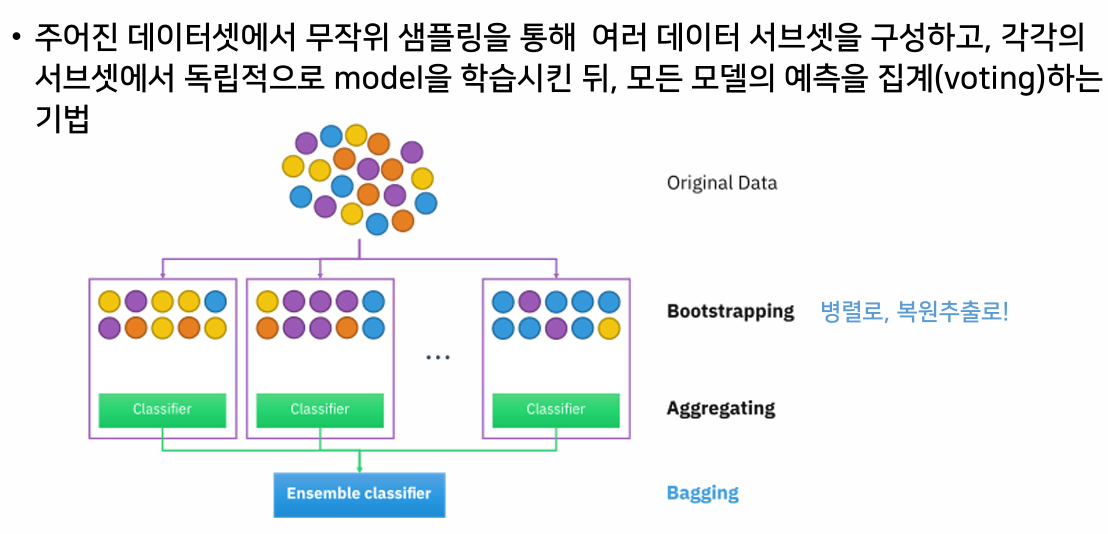 • 주어진 데이터셋에서 무작위 샘플링을 통해 여러 데이터 서브셋을 구성하고, 각각의
서브셋에서 독립적으로 model을 학습시킨 뒤, 모든 모델의 예측을 집계(voting)하는
기법
Original Data
Bootstrapping 병렬로, 복원추출로!
...
Classifier Classifier Classifier Aggregating
Ensemble classifier Bagging